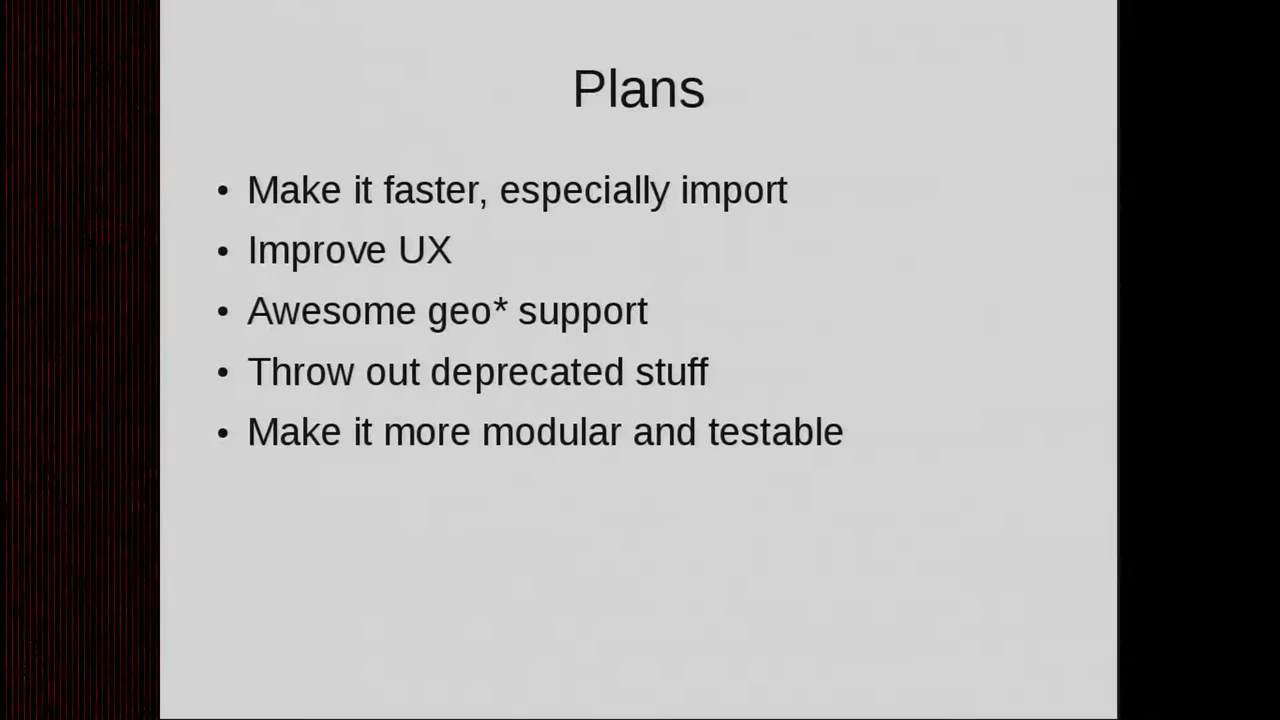 Plans
• Make it faster, especially import
• Improve UX
• Awesome geo* support
• Throw out deprecated stuff
• Make it more modular and testable